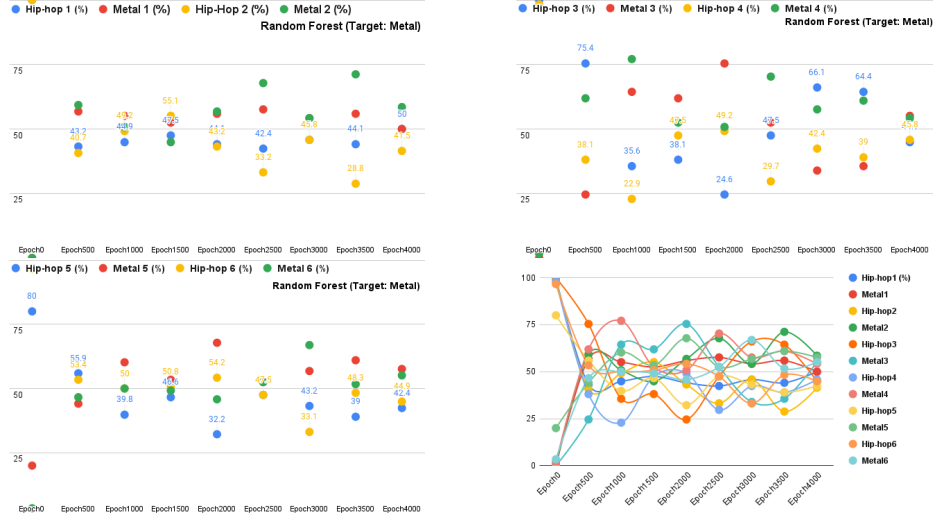 Hip-hop 1 (%) Metal 1 (%) Hip-Hop 2 (%) Metal 2 (%)
Random Forest (Target: Metal)
75
50
25
43.2
40.7
49.2
44.9
55.1
47.5
43.2
42.4
33.2
45.8
44.1
28.8
50
41.5
Epoch0 Epoch500 Epoch1000 Epoch1500 Epoch2000 Epoch2500 Epoch3000 Epoch3500 Epoch4000
Hip-hop 3 (%) Metal 3 (%) Hip-hop 4 (%) Metal 4 (%)
Random Forest (Target: Metal)
75
50
25
75.4
38.1
35.6
22.9
47.5
38.1
49.2
24.6
47.5
29.7
66.1
42.4
64.4
39
45.8
Epoch0 Epoch500 Epoch1000 Epoch1500 Epoch2000 Epoch2500 Epoch3000 Epoch3500 Epoch4000
Hip-hop 5 (%) Metal 5 (%) Hip-hop 6 (%) Metal 6 (%)
Random Forest (Target: Metal)
75
50
25
80
55.9
53.4
50
39.8
50.8
46.6
54.2
32.2
47.5
43.2
33.1
48.3
39
44.9
42.4
Epoch0 Epoch500 Epoch1000 Epoch1500 Epoch2000 Epoch2500 Epoch3000 Epoch3500 Epoch4000
100
75
50
25
0
Epoch0 Epoch500 Epoch1000 Epoch1500 Epoch2000 Epoch2500 Epoch3000 Epoch3500 Epoch4000
Hip-hop1 (%)
Metal1
Hip-hop2
Metal2
Hip-hop3
Metal3
Hip-hop4
Metal4
Hip-hop5
Metal5
Hip-hop6
Metal6